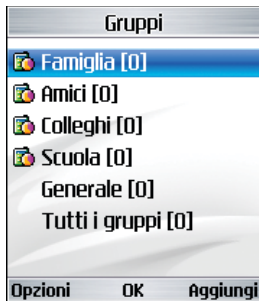 Gruppi
Famiglia [0]
Amici [0]
Colleghi [0]
Scuola [0]
Generale [0]
Tutti i gruppi [0]
Opzioni OK Aggiungi